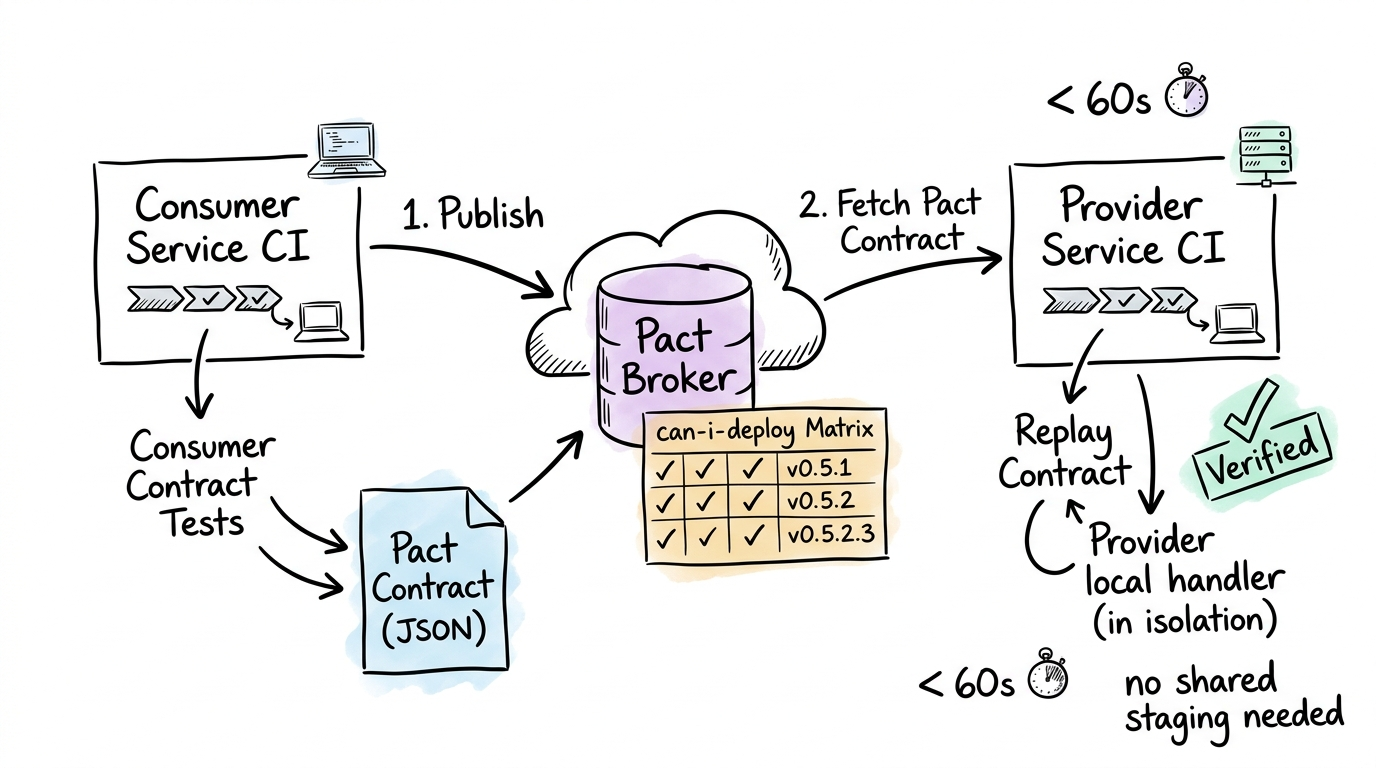 < 60s
Consumer
Service CI
1. Publish
2. Fetch Pact
Contract
Provider
Service CI
Pact
Broker
can-i-deploy Matrix
✓ ✓ ✓ v0.5.1
✓ ✓ ✓ v0.5.2
✓ ✓ ✓ v0.5.2.3
Consumer
Contract
Tests
Pact
Contract
(JSON)
Replay
Contract
Verified
Provider
local handler
(in isolation)
< 60s
no shared
staging needed